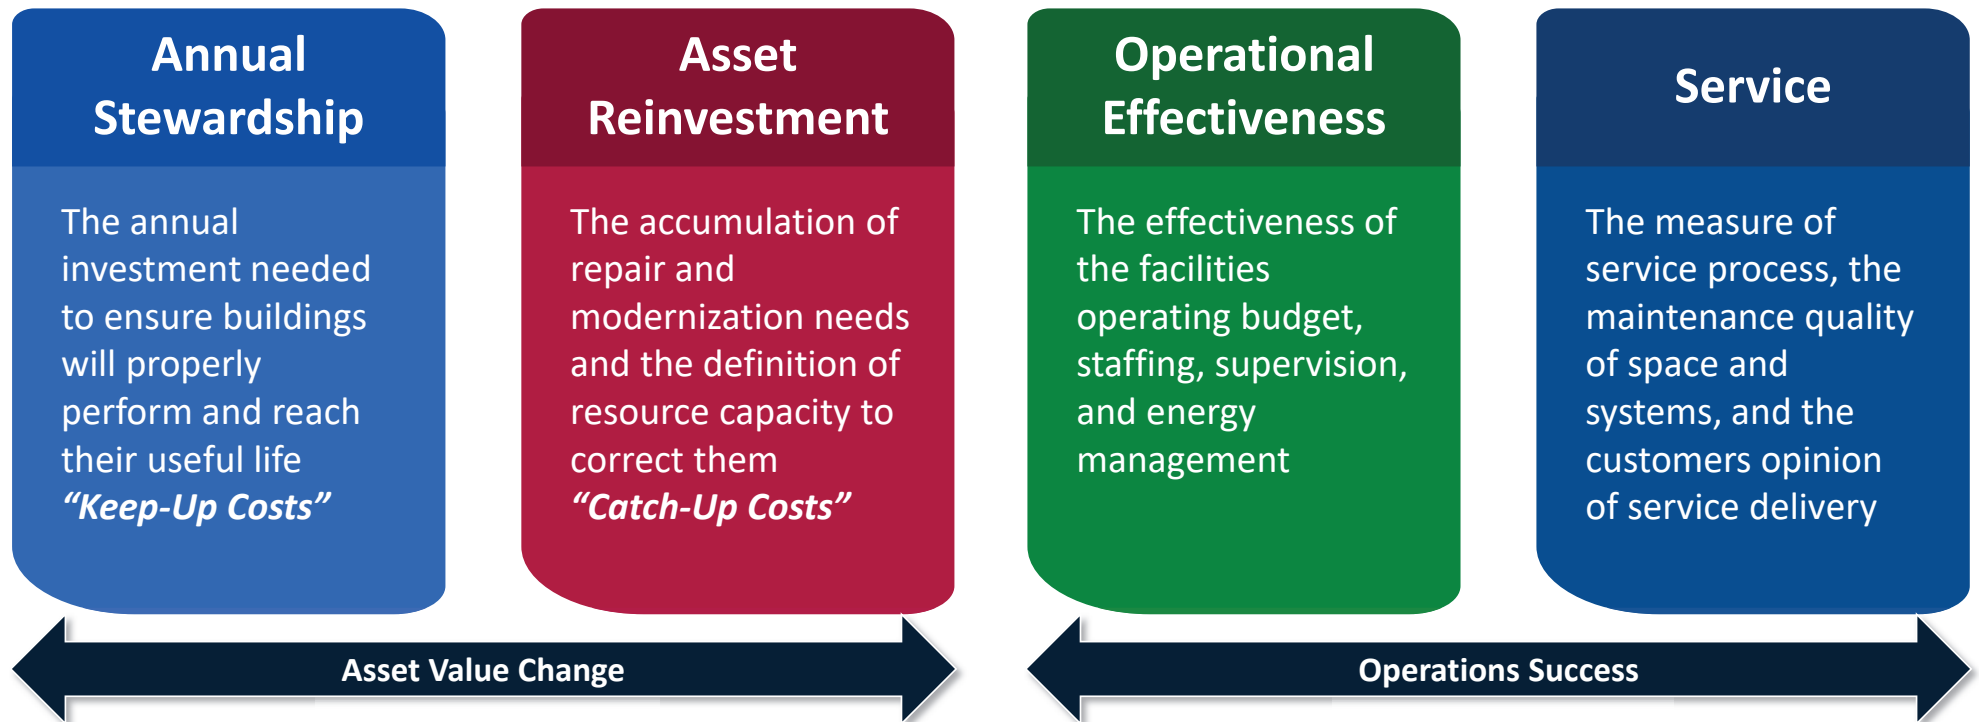 Annual
Stewardship
The annual
investment needed
to ensure buildings
will properly
perform and reach
their useful life
“Keep-Up Costs”
Asset
Reinvestment
The accumulation of
repair and
modernization needs
and the definition of
resource capacity to
correct them
“Catch-Up Costs”
Operational
Effectiveness
The effectiveness of
the facilities
operating budget,
staffing, supervision,
and energy
management
Service
The measure of
service process, the
maintenance quality
of space and
systems, and the
customers opinion
of service delivery
Asset Value Change
Operations Success